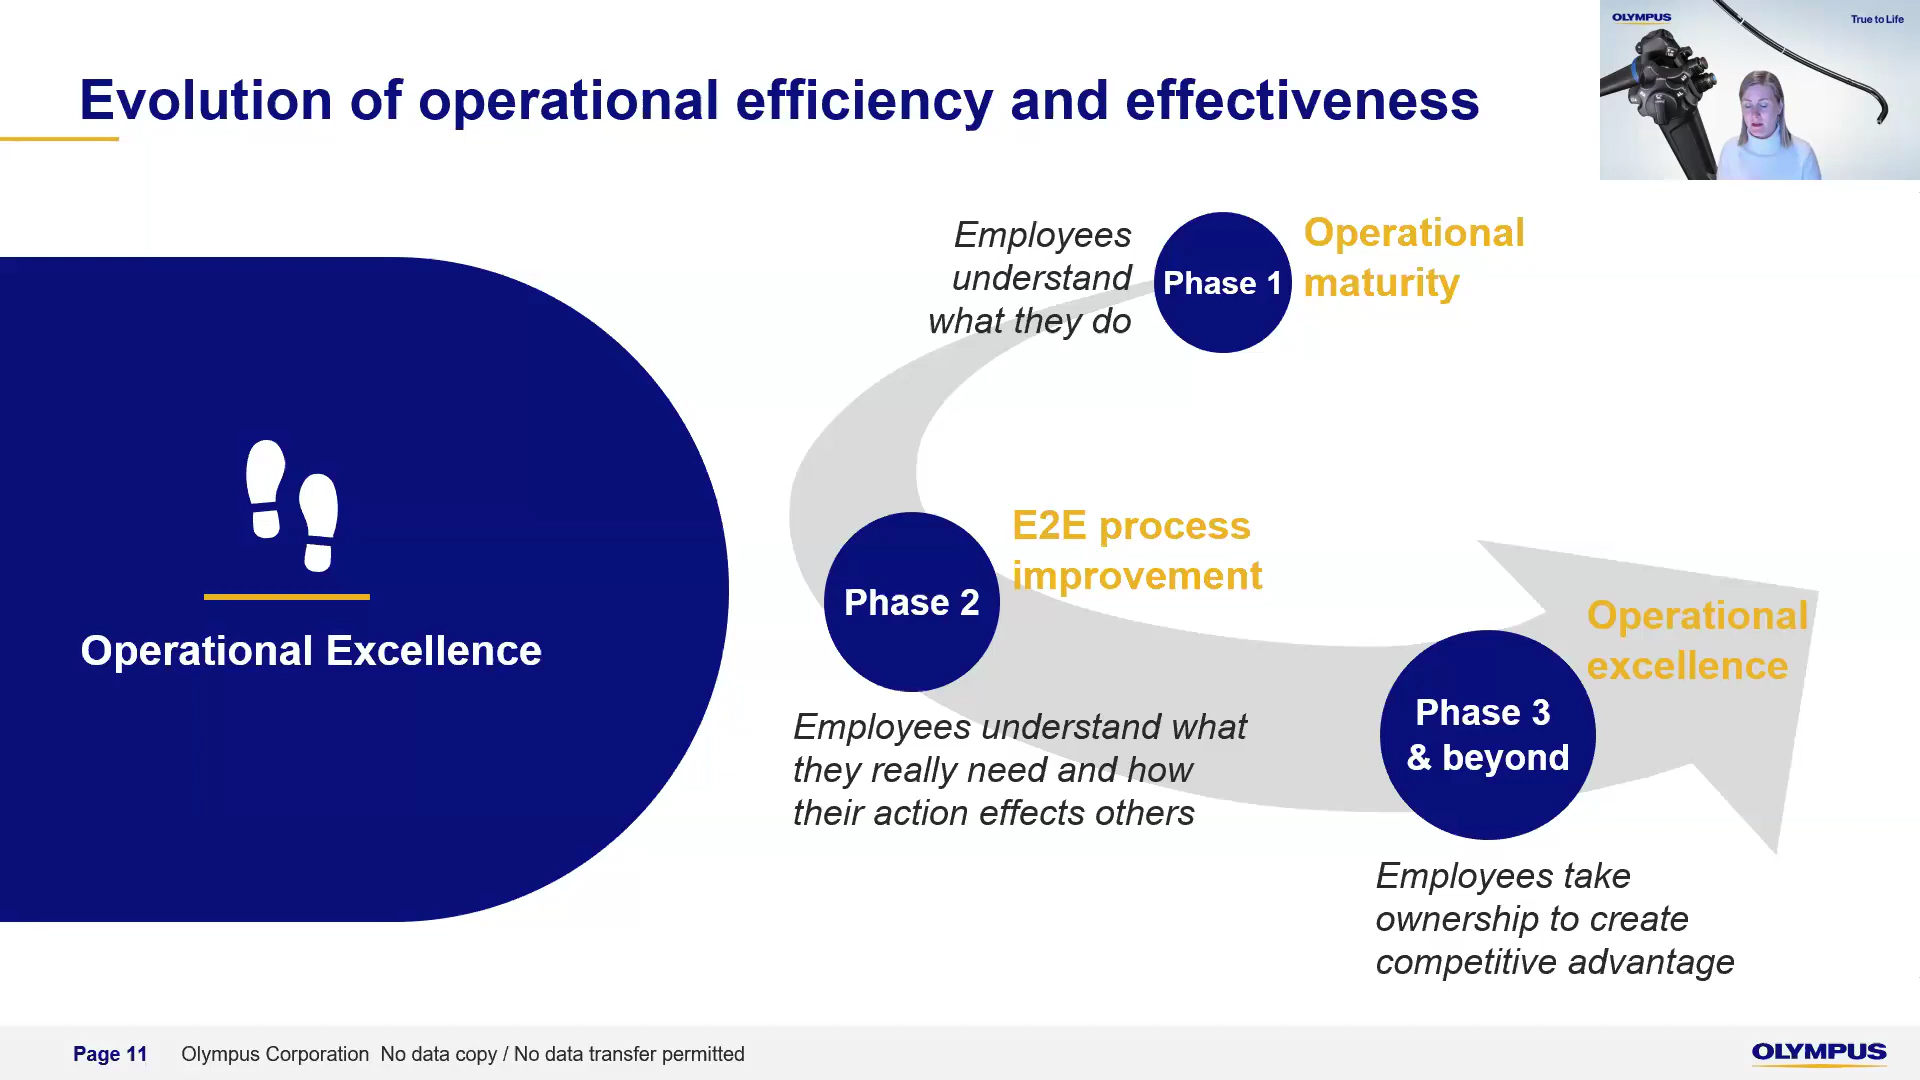 Evolution of operational efficiency and effectiveness
OLYMPUS
True to Life
Employees
understand
what they do
Phase 1
Operational
maturity
E2E process
improvement
Phase 2
Employees understand what
they really need and how
their action effects others
Operational
excellence
Phase 3
& beyond
Employees take
ownership to create
competitive advantage
Operational Excellence
Page 11
Olympus Corporation No data copy / No data transfer permitted
OLYMPUS